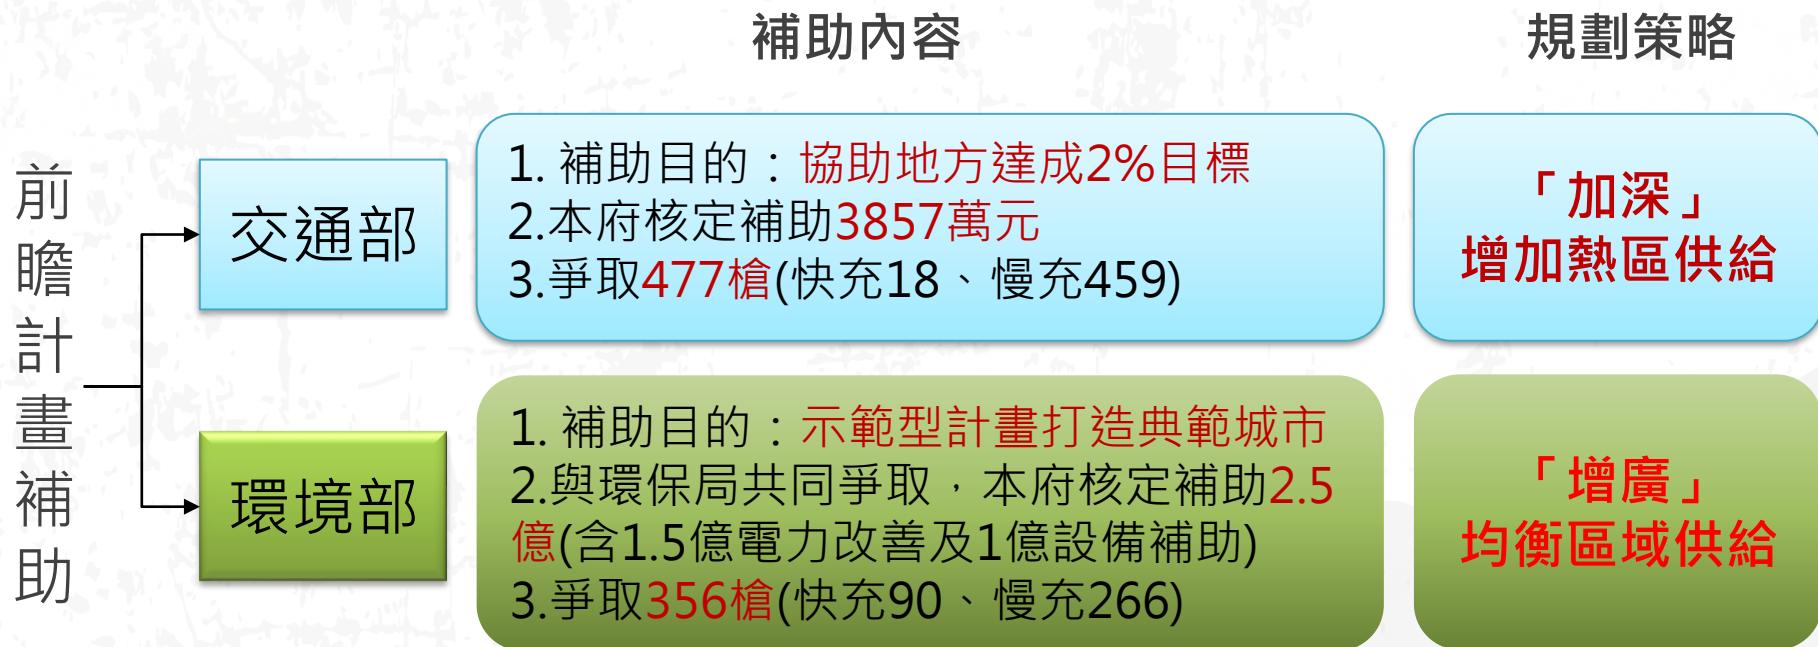 補助內容
規劃策略
前瞻計畫補助
交通部
1. 補助目的：協助地方達成2%目標
2.本府核定補助3857萬元
3.爭取477槍(快充18、慢充459)
「加深」
增加熱區供給
環境部
1. 補助目的：示範型計畫打造典範城市
2.與環保局共同爭取，本府核定補助2.5
億(含1.5億電力改善及1億設備補助)
3.爭取356槍(快充90、慢充266)
「增廣」
均衡區域供給